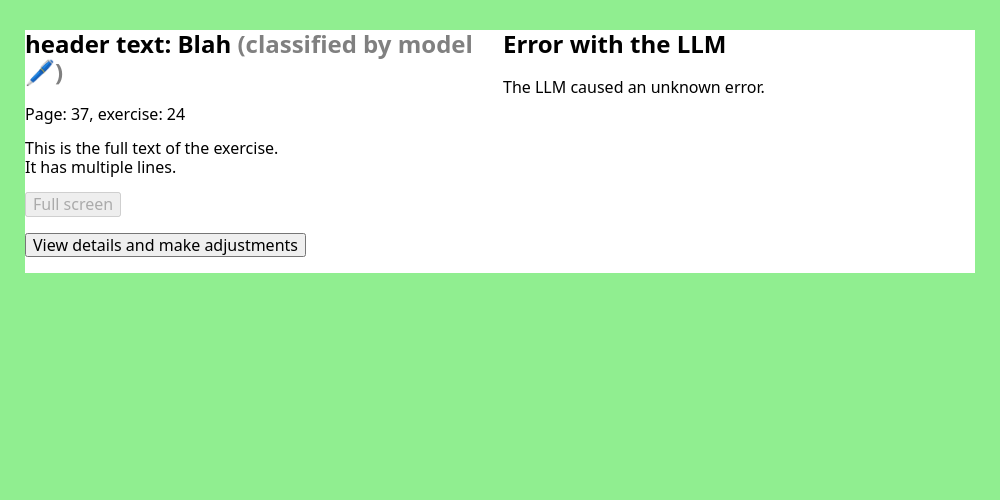 header text: Blah (classified by model
🖊️)
Page: 37, exercise: 24
This is the full text of the exercise.
It has multiple lines.
Full screen
View details and make adjustments
Error with the LLM
The LLM caused an unknown error.